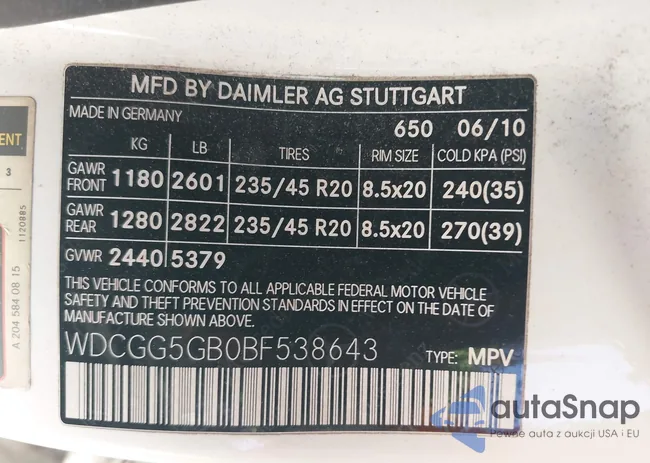 MFD BY DAIMLER AG STUTTGART
MADE IN GERMANY
650 06/10
KG LB TIRES RIM SIZE COLD KPA (PSI)
GAWR FRONT 1180 2601 235/45 R20 8.5x20 240(35)
GAWR REAR 1280 2822 235/45 R20 8.5x20 270(39)
GVWR 2440 5379
THIS VEHICLE CONFORMS TO ALL APPLICABLE FEDERAL MOTOR VEHICLE
SAFETY AND THEFT PREVENTION STANDARDS IN EFFECT ON THE DATE OF
MANUFACTURE SHOWN ABOVE.
WDCGG5GB0BF538643 TYPE: MPV
3
1120885
A 204 584 08 15
autaSnap
Pewne auta z aukcji USA i EU